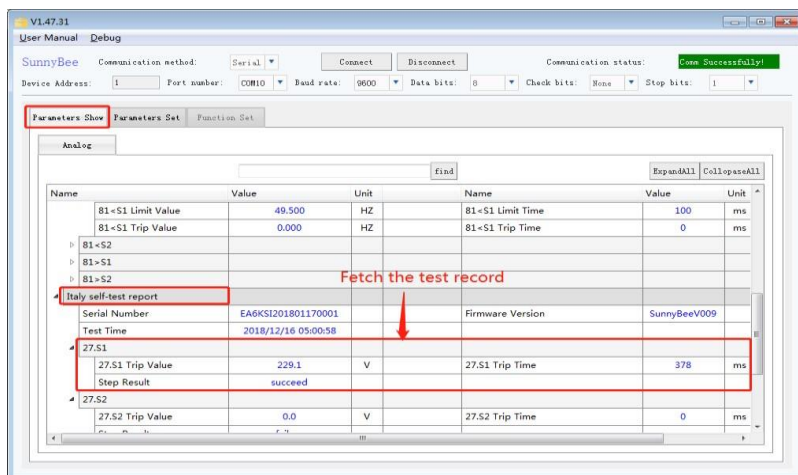 V1.47.31
User Manual Debug
SunnyBee Communication method: Serial Connect Disconnect Communication status: Comm Successfully!
Device Address: 1 Port number: COM10 Baud rate: 9600 Data bits: 8 Check bits: None Stop bits: 1
Parameters Show Parameters Set Function Set
Analog
find ExpandAll CollopaseAll
Name Value Unit Name Value Unit
81<S1 Limit Value 49.500 HZ 81<S1 Limit Time 100 ms
81<S1 Trip Value 0.000 HZ 81<S1 Trip Time 0 ms
81<S2
81>S1
81>S2
Fetch the test record
Italy self-test report
Serial Number EA6KSI201801170001 Firmware Version SunnyBeeV009
Test Time 2018/12/16 05:00:58
27.S1
27.S1 Trip Value 229.1 V 27.S1 Trip Time 378 ms
Step Result succeed
27.S2
27.S2 Trip Value 0.0 V 27.S2 Trip Time 0 ms